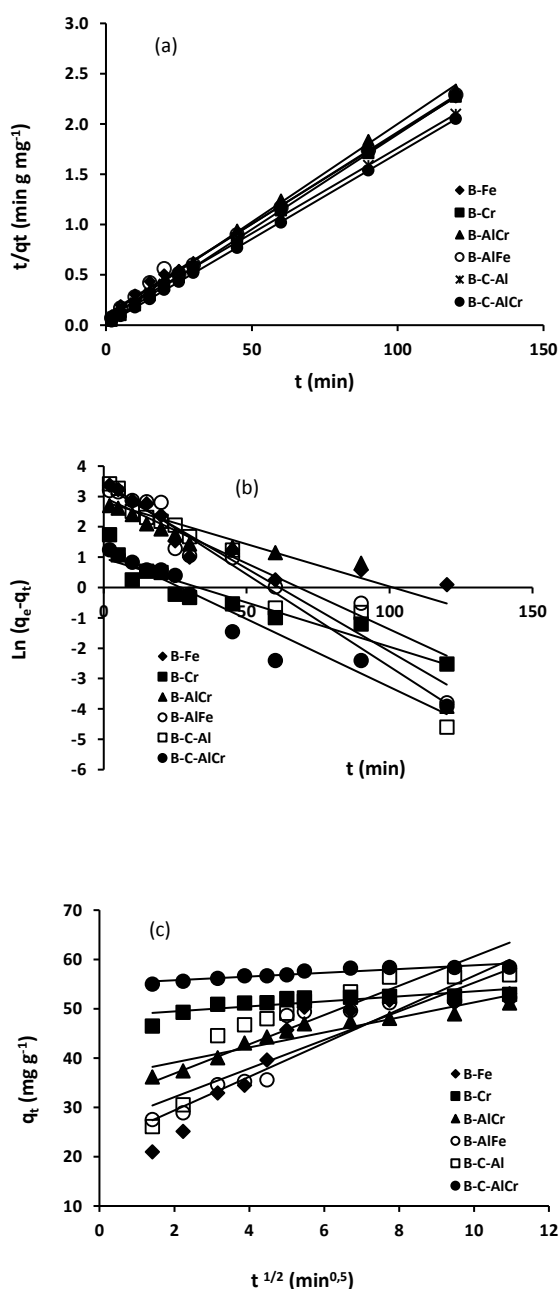 (a)
t/qt (min g mg⁻¹)
3.0
2.5
2.0
1.5
1.0
0.5
0.0
0
50
100
150
t (min)
B-Fe
B-Cr
B-AlCr
B-AlFe
B-C-Al
B-C-AlCr
(b)
Ln (qₑ-qₜ)
4
3
2
1
0
-1
-2
-3
-4
-5
-6
0
50
100
150
t (min)
B-Fe
B-Cr
B-AlCr
B-AlFe
B-C-Al
B-C-AlCr
(c)
qₜ (mg g⁻¹)
70
60
50
40
30
20
10
0
2
4
6
8
10
12
t ¹/² (min⁰,⁵)
B-Fe
B-Cr
B-AlCr
B-AlFe
B-C-Al
B-C-AlCr